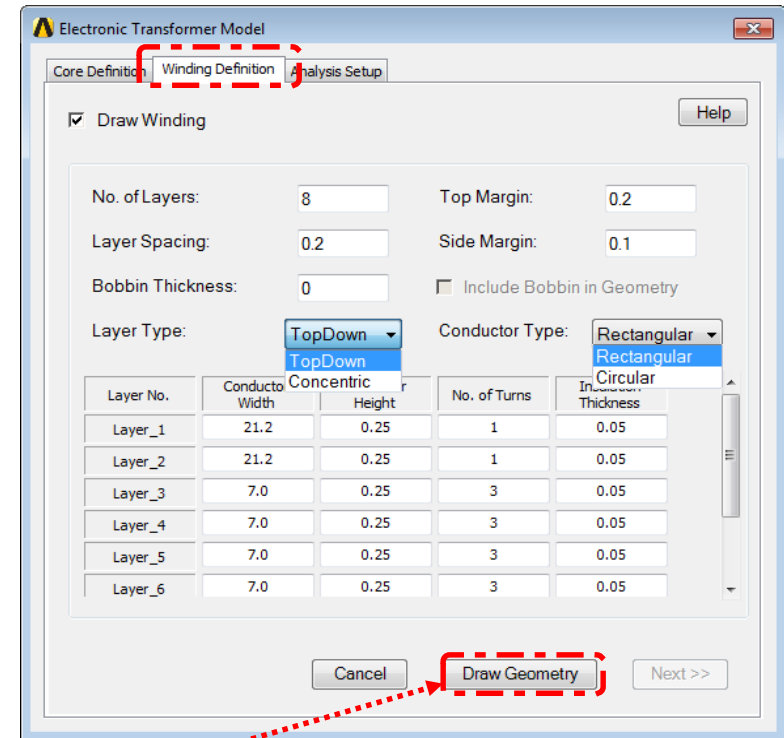 Electronic Transformer Model
Core Definition Winding Definition Analysis Setup
Draw Winding Help
No. of Layers: 8 Top Margin: 0.2
Layer Spacing: 0.2 Side Margin: 0.1
Bobbin Thickness: 0 Include Bobbin in Geometry
Layer Type: TopDown Conductor Type: Rectangular
TopDown Rectangular
Concentric Circular
Layer No. Width Height No. of Turns Thickness
Layer_1 21.2 0.25 1 0.05
Layer_2 21.2 0.25 1 0.05
Layer_3 7.0 0.25 3 0.05
Layer_4 7.0 0.25 3 0.05
Layer_5 7.0 0.25 3 0.05
Layer_6 7.0 0.25 3 0.05
Cancel Draw Geometry Next >>